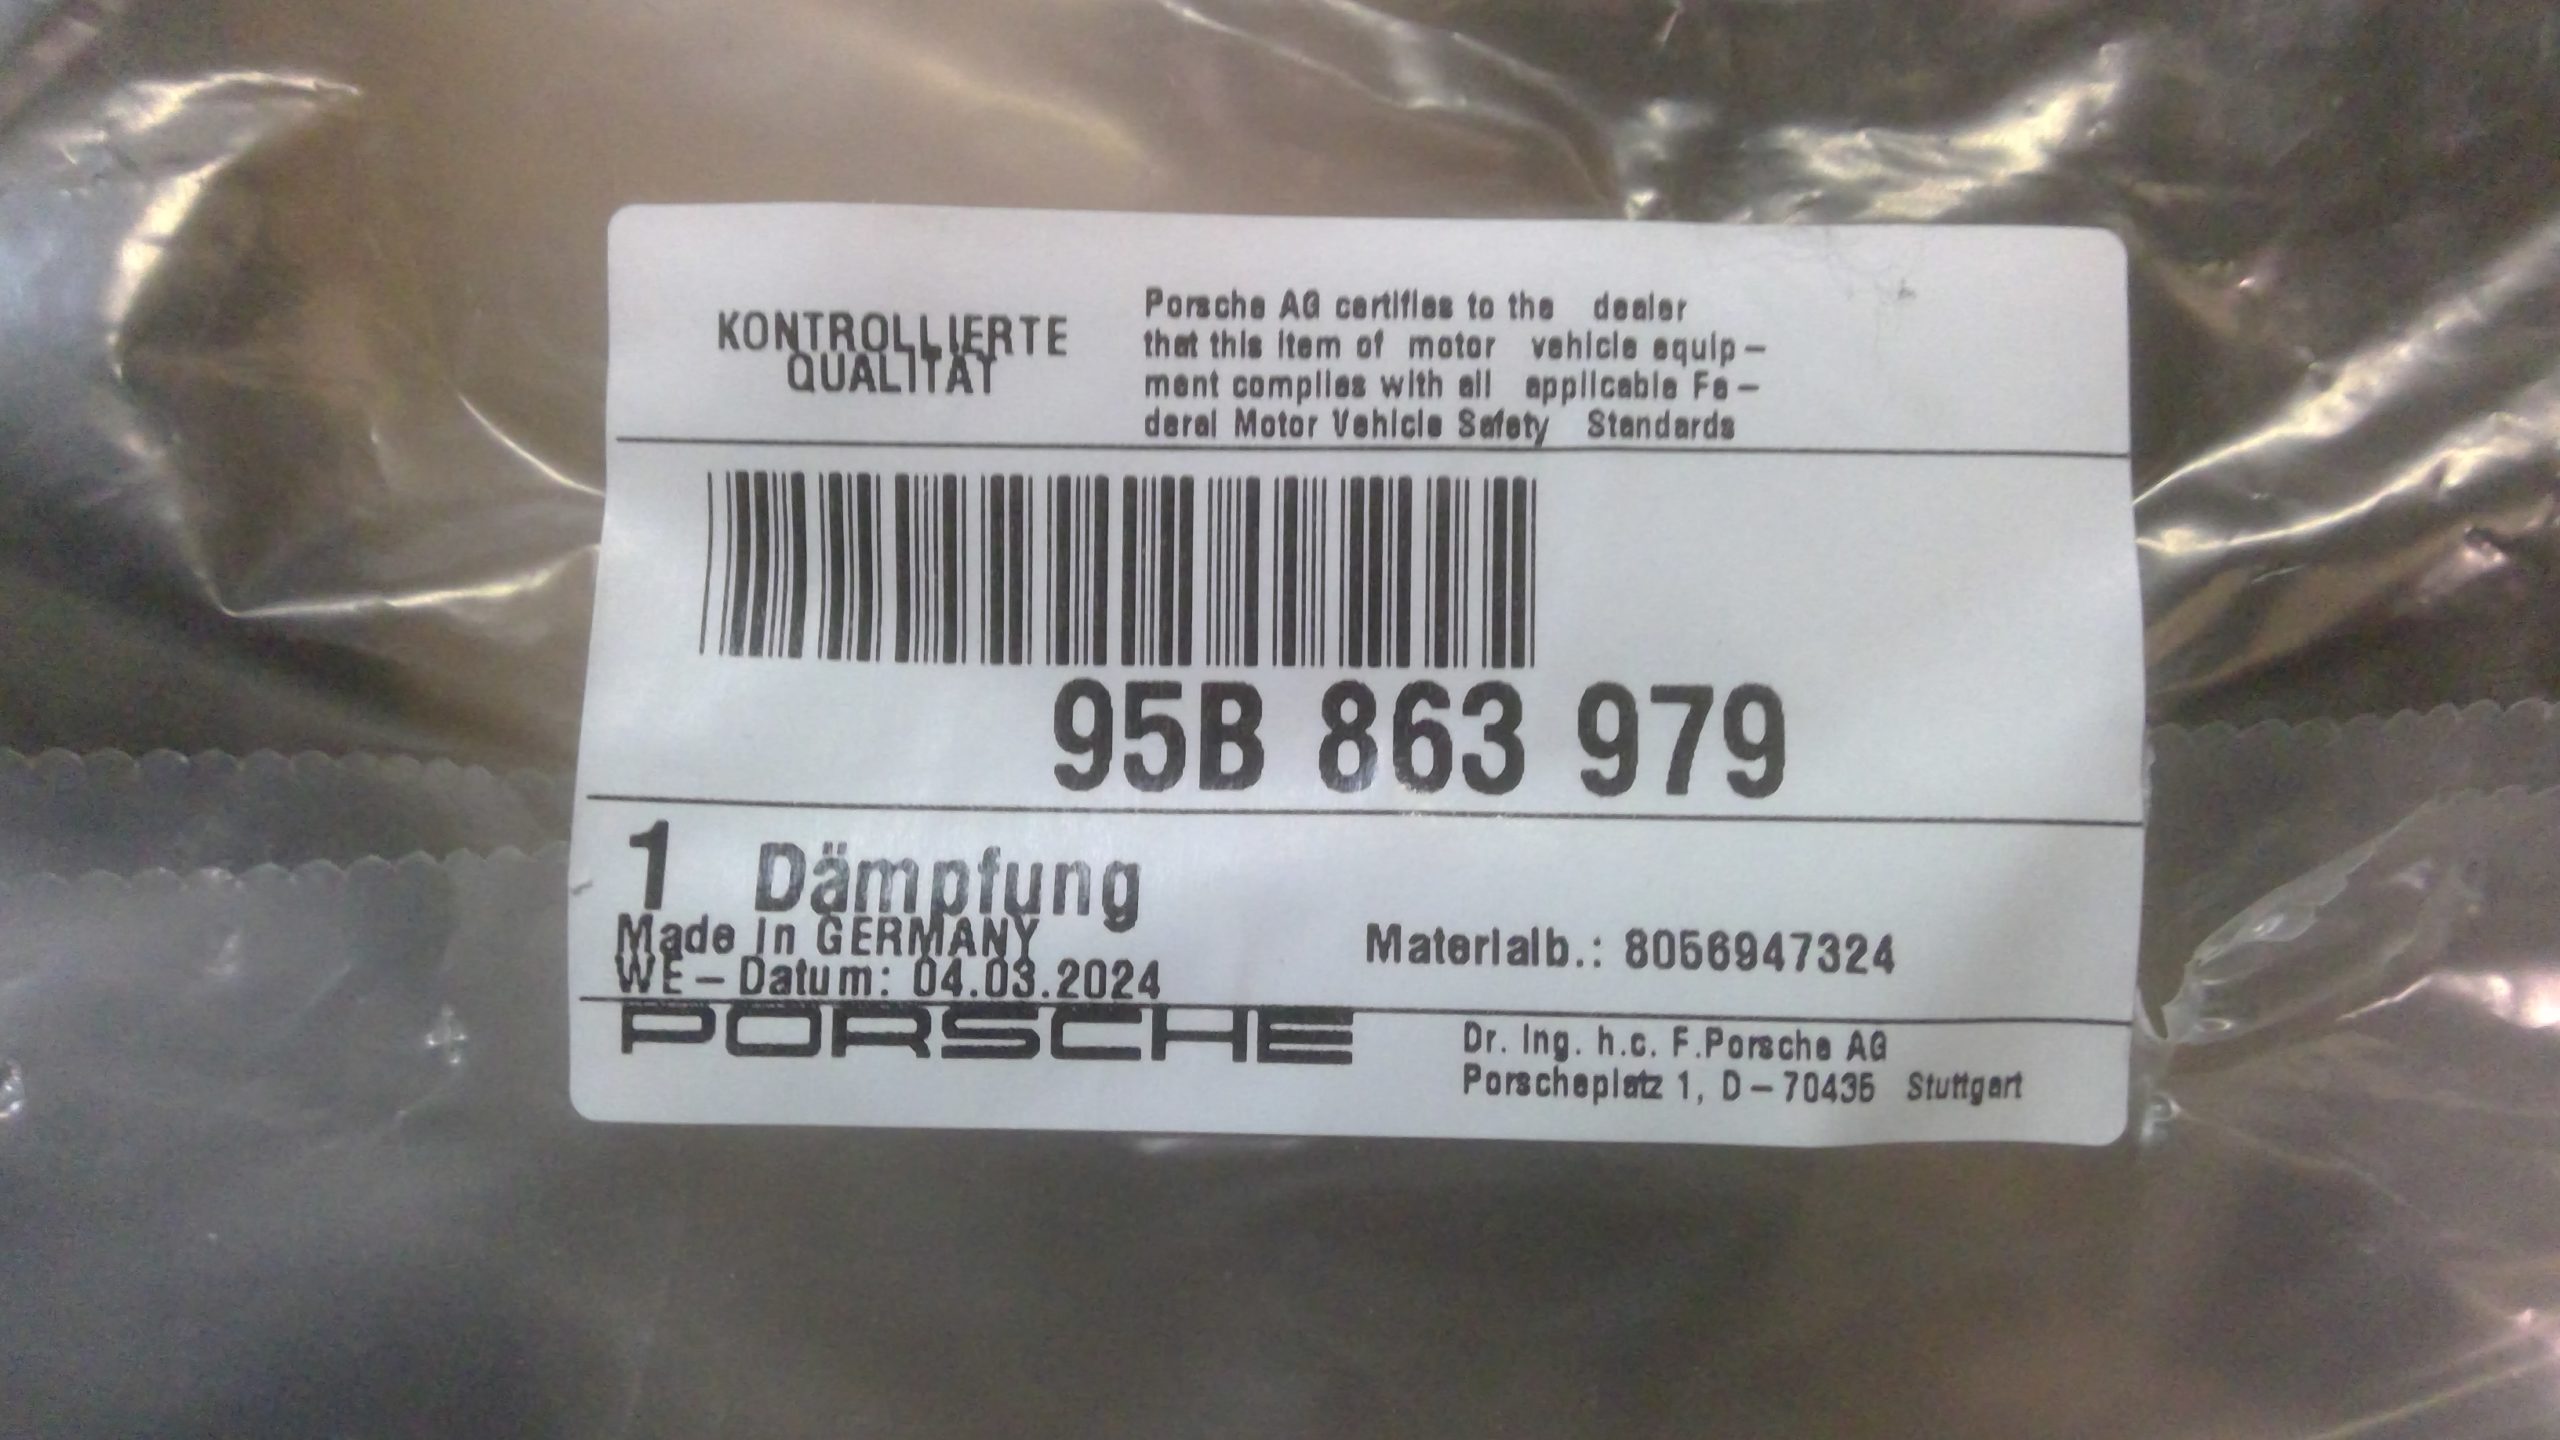 KONTROLLIERTE
QUALITÄT
Porsche AG certifies to the dealer
that this item of motor vehicle equip-
ment complies with all applicable Fe-
deral Motor Vehicle Safety Standards
95B 863 979
1 Dämpfung
Made in GERMANY
WE-Datum: 04.03.2024
Materialb.: 8056947324
PORSCHE
Dr. Ing. h.c. F.Porsche AG
Porscheplatz 1, D-70435 Stuttgart